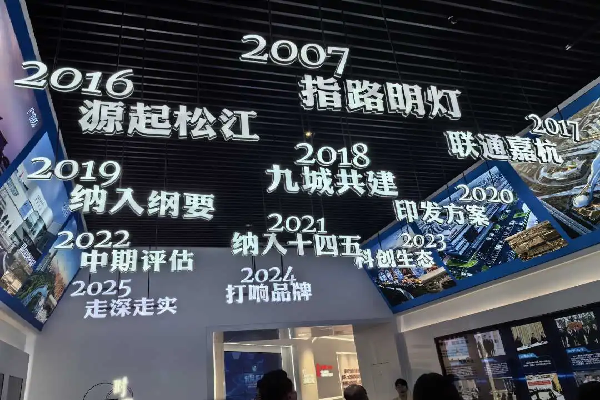 2007
指路明灯
2016
源起松江
2017
联通嘉杭
2018
九城共建
2019
纳入纲要
2020
印发方案
2021
纳入十四五
2022
中期评估
2023
科创生态
2024
打响品牌
2025
走深走实